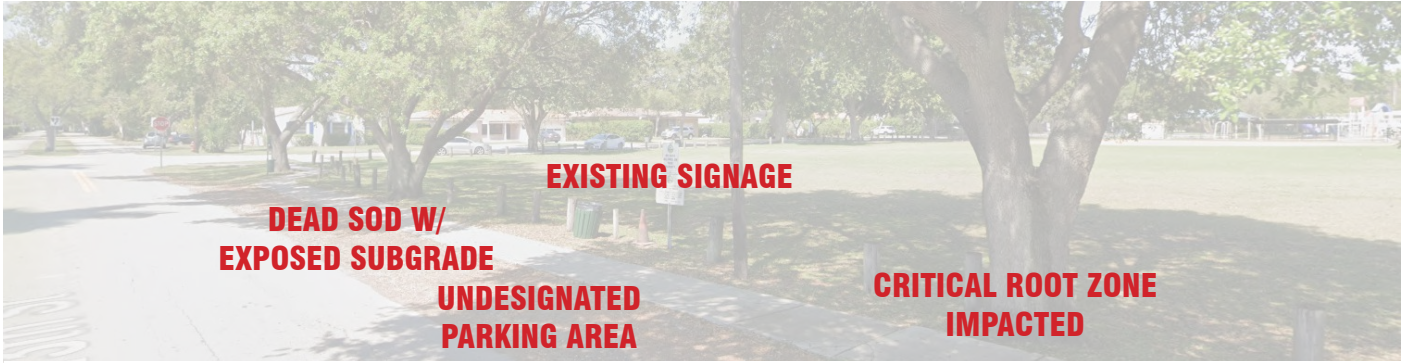 EXISTING SIGNAGE
DEAD SOD W/
EXPOSED SUBGRADE
UNDESIGNATED
PARKING AREA
CRITICAL ROOT ZONE
IMPACTED